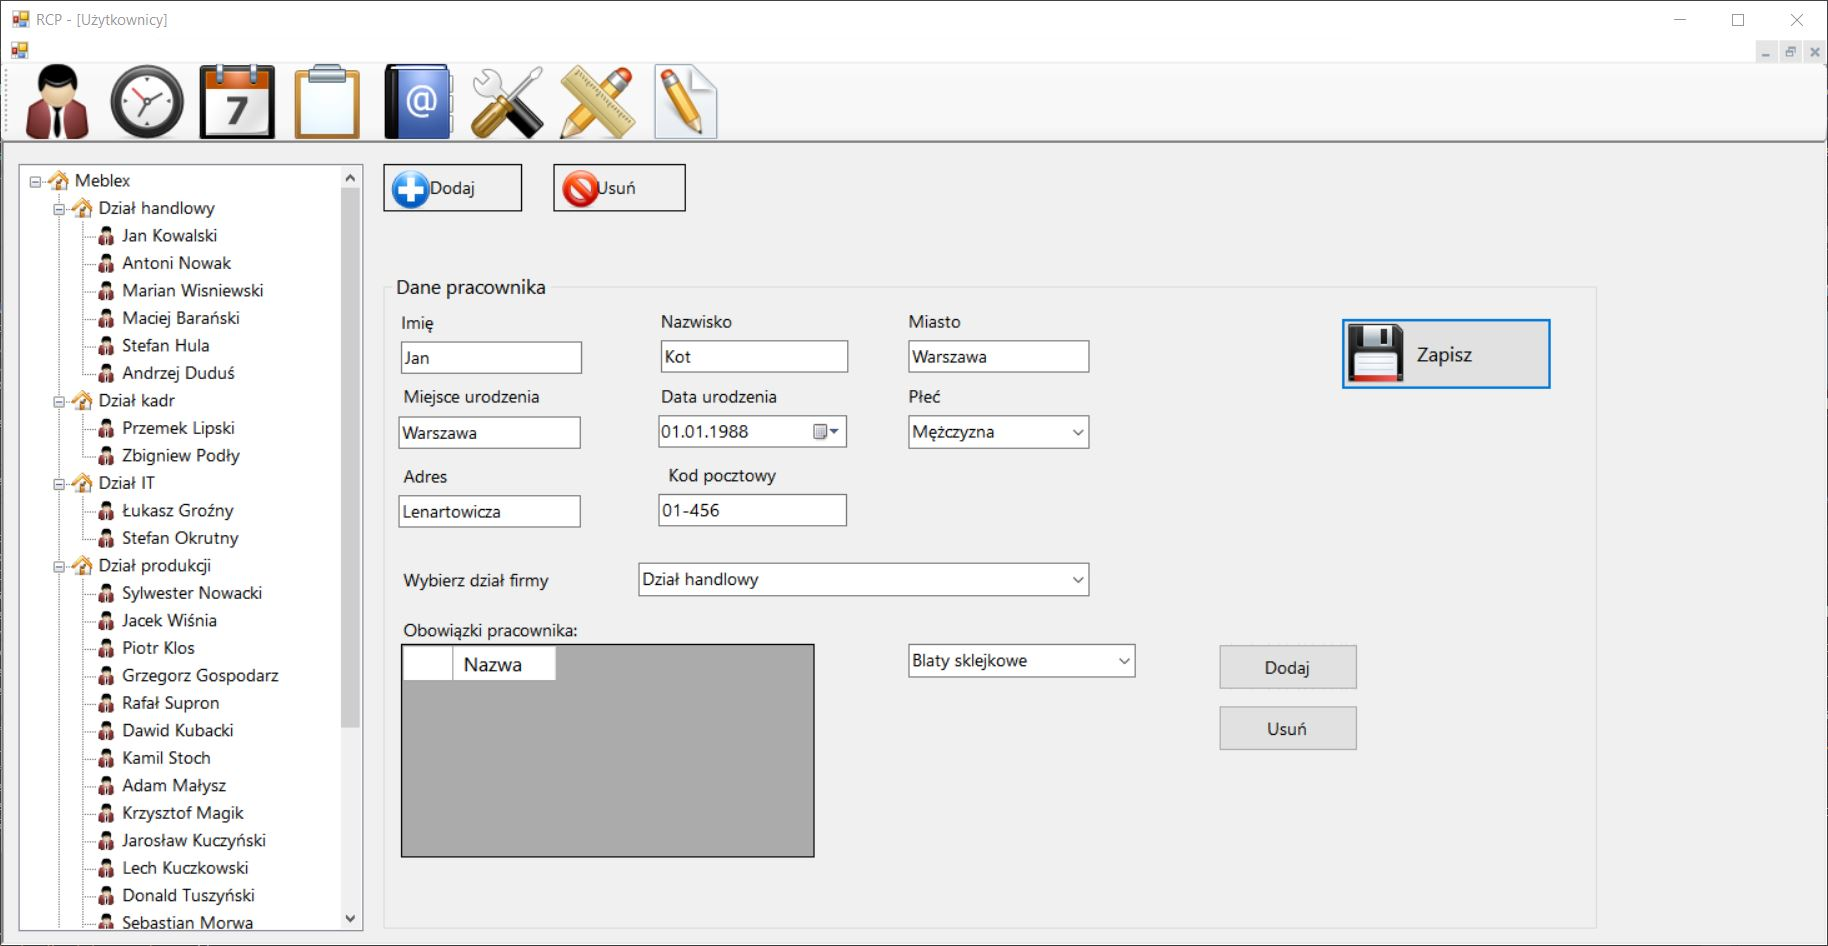 RCP - [Użytkownicy]
7
@
Meblex
Dział handlowy
Jan Kowalski
Antoni Nowak
Marian Wisniewski
Maciej Barański
Stefan Hula
Andrzej Duduś
Dział kadr
Przemek Lipski
Zbigniew Podły
Dział IT
Łukasz Groźny
Stefan Okrutny
Dział produkcji
Sylwester Nowacki
Jacek Wiśnia
Piotr Klos
Grzegorz Gospodarz
Rafał Supron
Dawid Kubacki
Kamil Stoch
Adam Małysz
Krzysztof Magik
Jarosław Kuczyński
Lech Kuczkowski
Donald Tuszyński
Sebastian Morwa
Dodaj
Usuń
Dane pracownika
Imię
Nazwisko
Miasto
Jan
Kot
Warszawa
Zapisz
Miejsce urodzenia
Data urodzenia
Płeć
Warszawa
01.01.1988
Mężczyzna
Adres
Kod pocztowy
Lenartowicza
01-456
Wybierz dział firmy
Dział handlowy
Obowiązki pracownika:
Nazwa
Blaty sklejkowe
Dodaj
Usuń